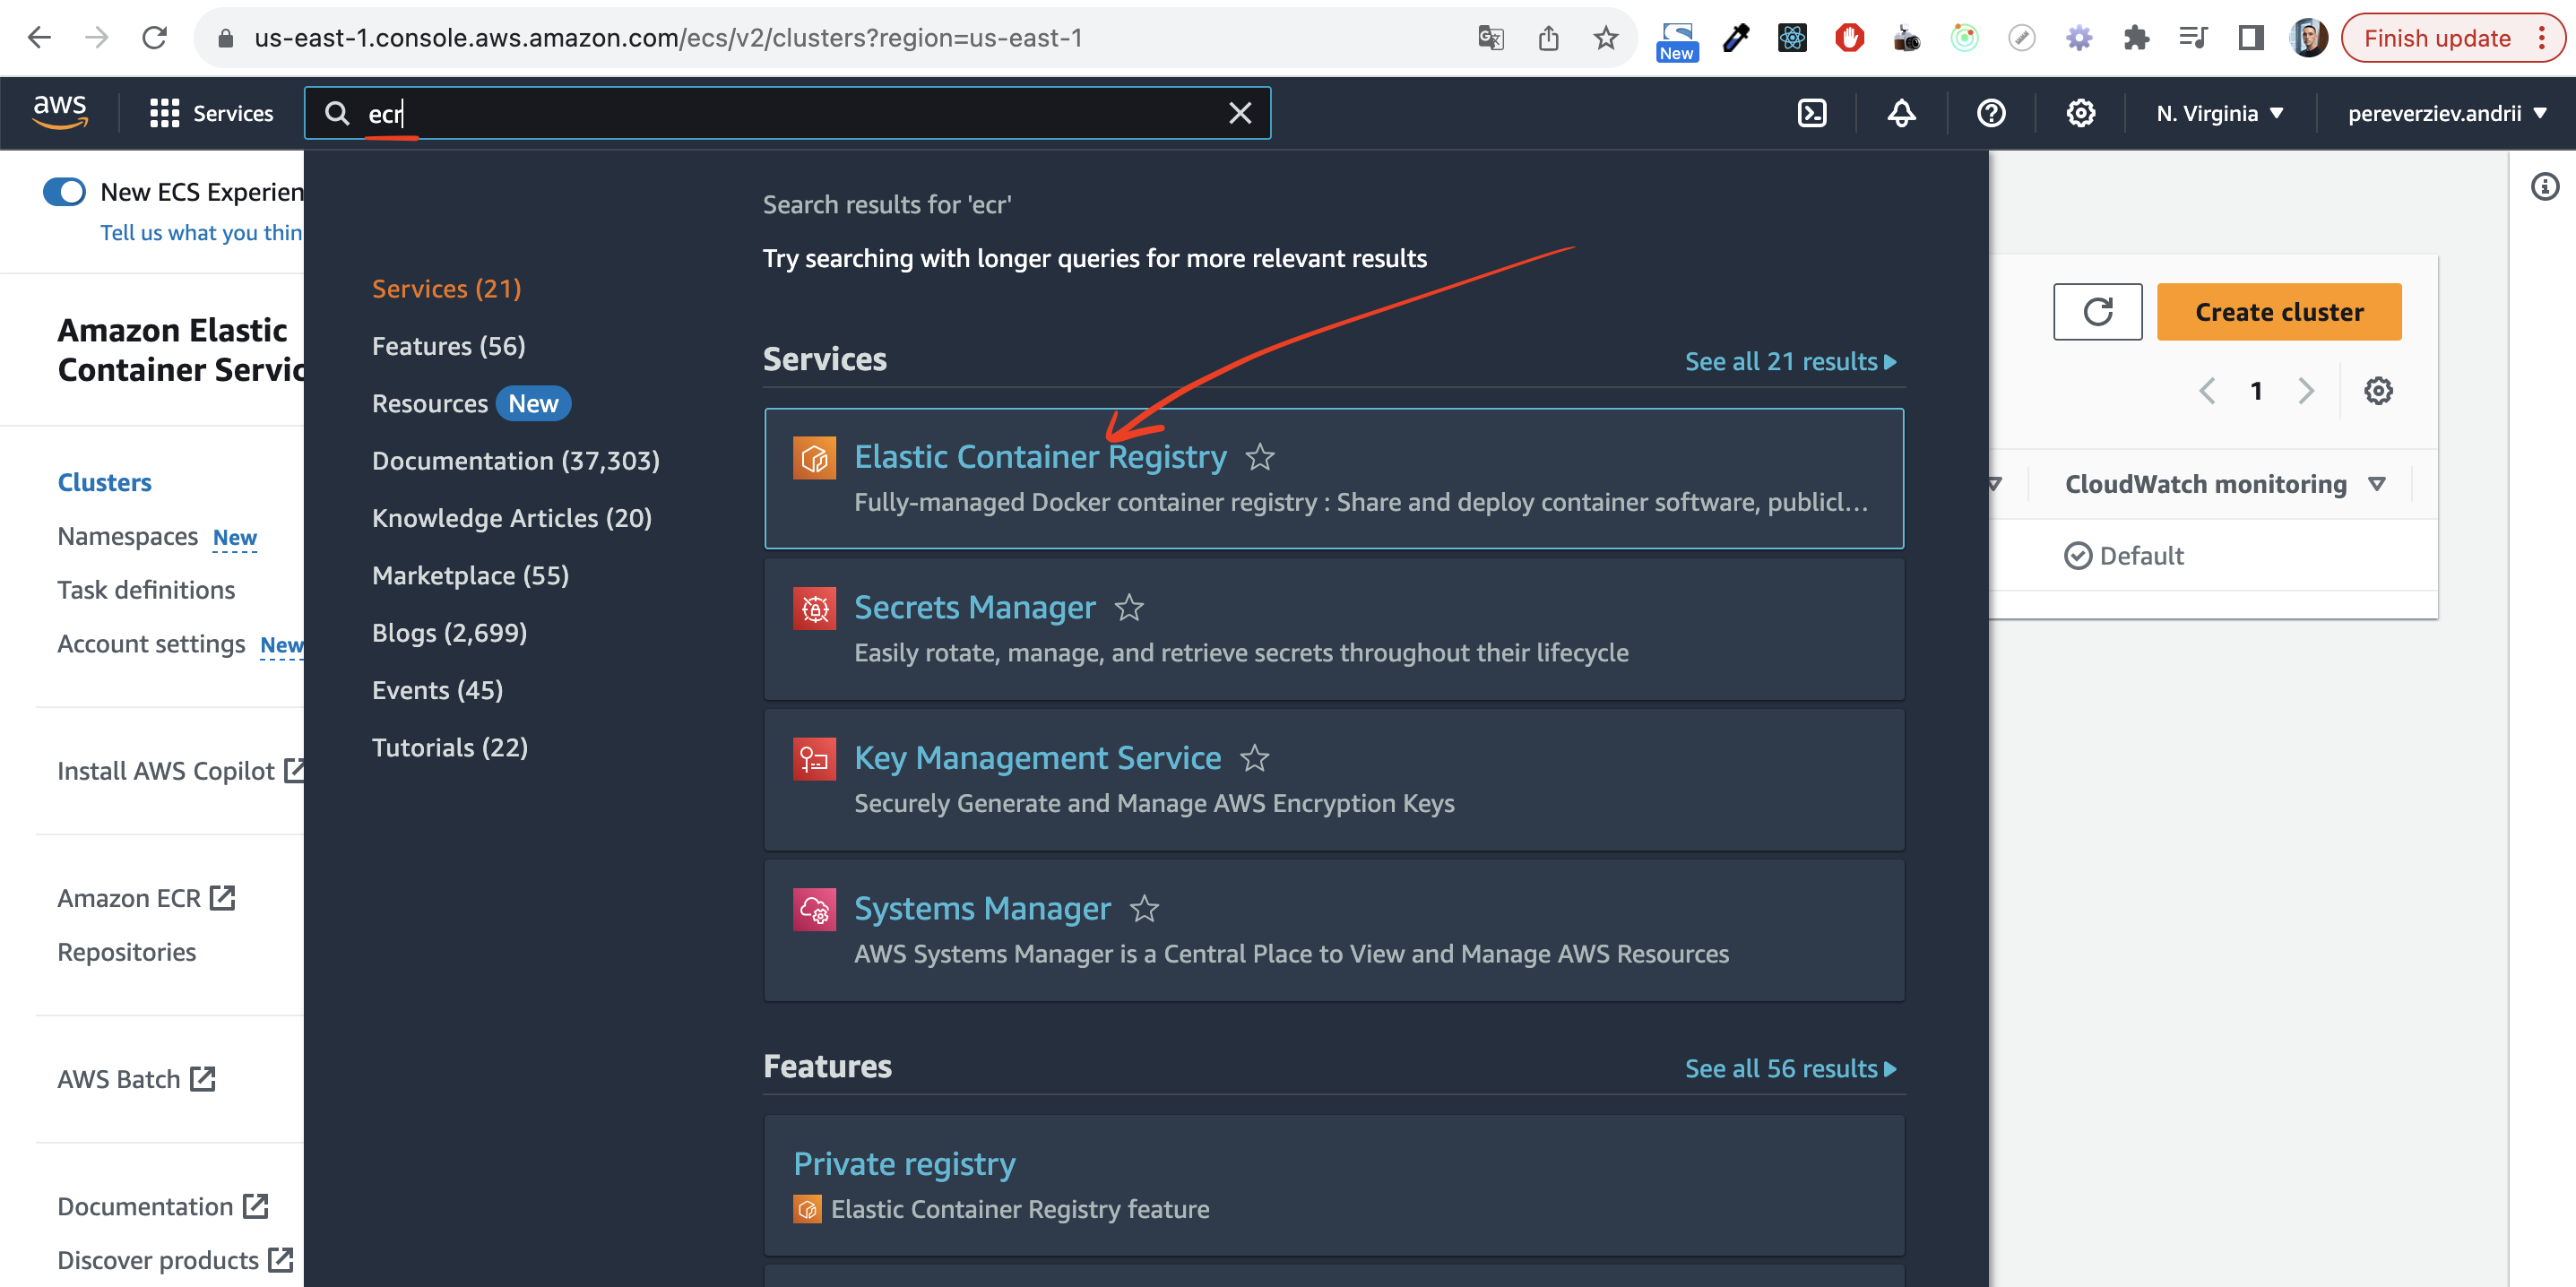 us-east-1.console.aws.amazon.com/ecs/v2/clusters?region=us-east-1
New
Finish update
aws
Services
ecr
N. Virginia
pereverziev.andrii
New ECS Experien
Tell us what you thin
Amazon Elastic
Container Servic
Clusters
Namespaces New
Task definitions
Account settings New
Install AWS Copilot
Amazon ECR
Repositories
AWS Batch
Documentation
Discover products
Services (21)
Features (56)
Resources New
Documentation (37,303)
Knowledge Articles (20)
Marketplace (55)
Blogs (2,699)
Events (45)
Tutorials (22)
Search results for 'ecr'
Try searching with longer queries for more relevant results
Services
See all 21 results
Elastic Container Registry
Fully-managed Docker container registry : Share and deploy container software, publicl...
Secrets Manager
Easily rotate, manage, and retrieve secrets throughout their lifecycle
Key Management Service
Securely Generate and Manage AWS Encryption Keys
Systems Manager
AWS Systems Manager is a Central Place to View and Manage AWS Resources
Features
See all 56 results
Private registry
Elastic Container Registry feature
Create cluster
1
CloudWatch monitoring
Default